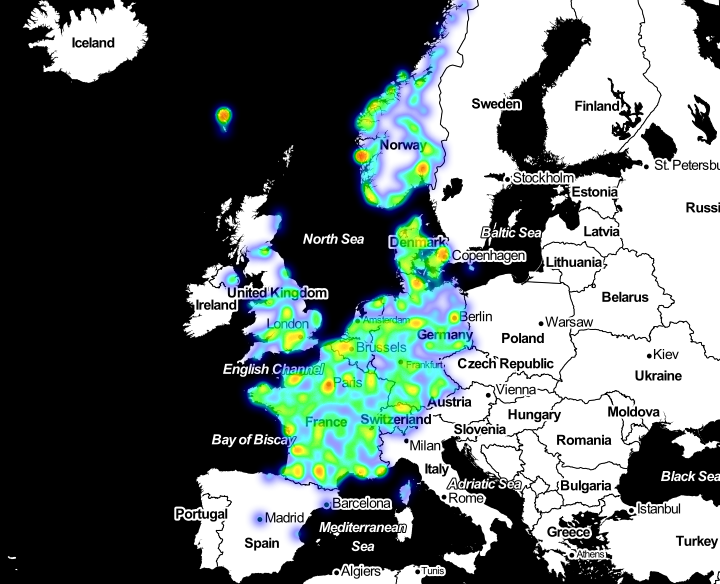 Iceland
Sweden
Finland
Norway
St. Petersbu
Stockholm
Estonia
Russi
North Sea
Baltic Sea
Latvia
Denmark
Copenhagen
Lithuania
United Kingdom
Ireland
Belarus
London
Amsterdam
Berlin
Warsaw
Germany
Poland
Brussels
Kiev
English Channel
Frankfurt
Czech Republic
Ukraine
Paris
Vienna
Austria
Moldova
France
Switzerland
Hungary
Slovenia
Bay of Biscay
Milan
Romania
Italy
Black Sea
Adriatic Sea
Bulgaria
Rome
Barcelona
Istanbul
Portugal
Madrid
Mediterranean
Sea
Greece
Spain
Turkey
Athens
Algiers
Tunis